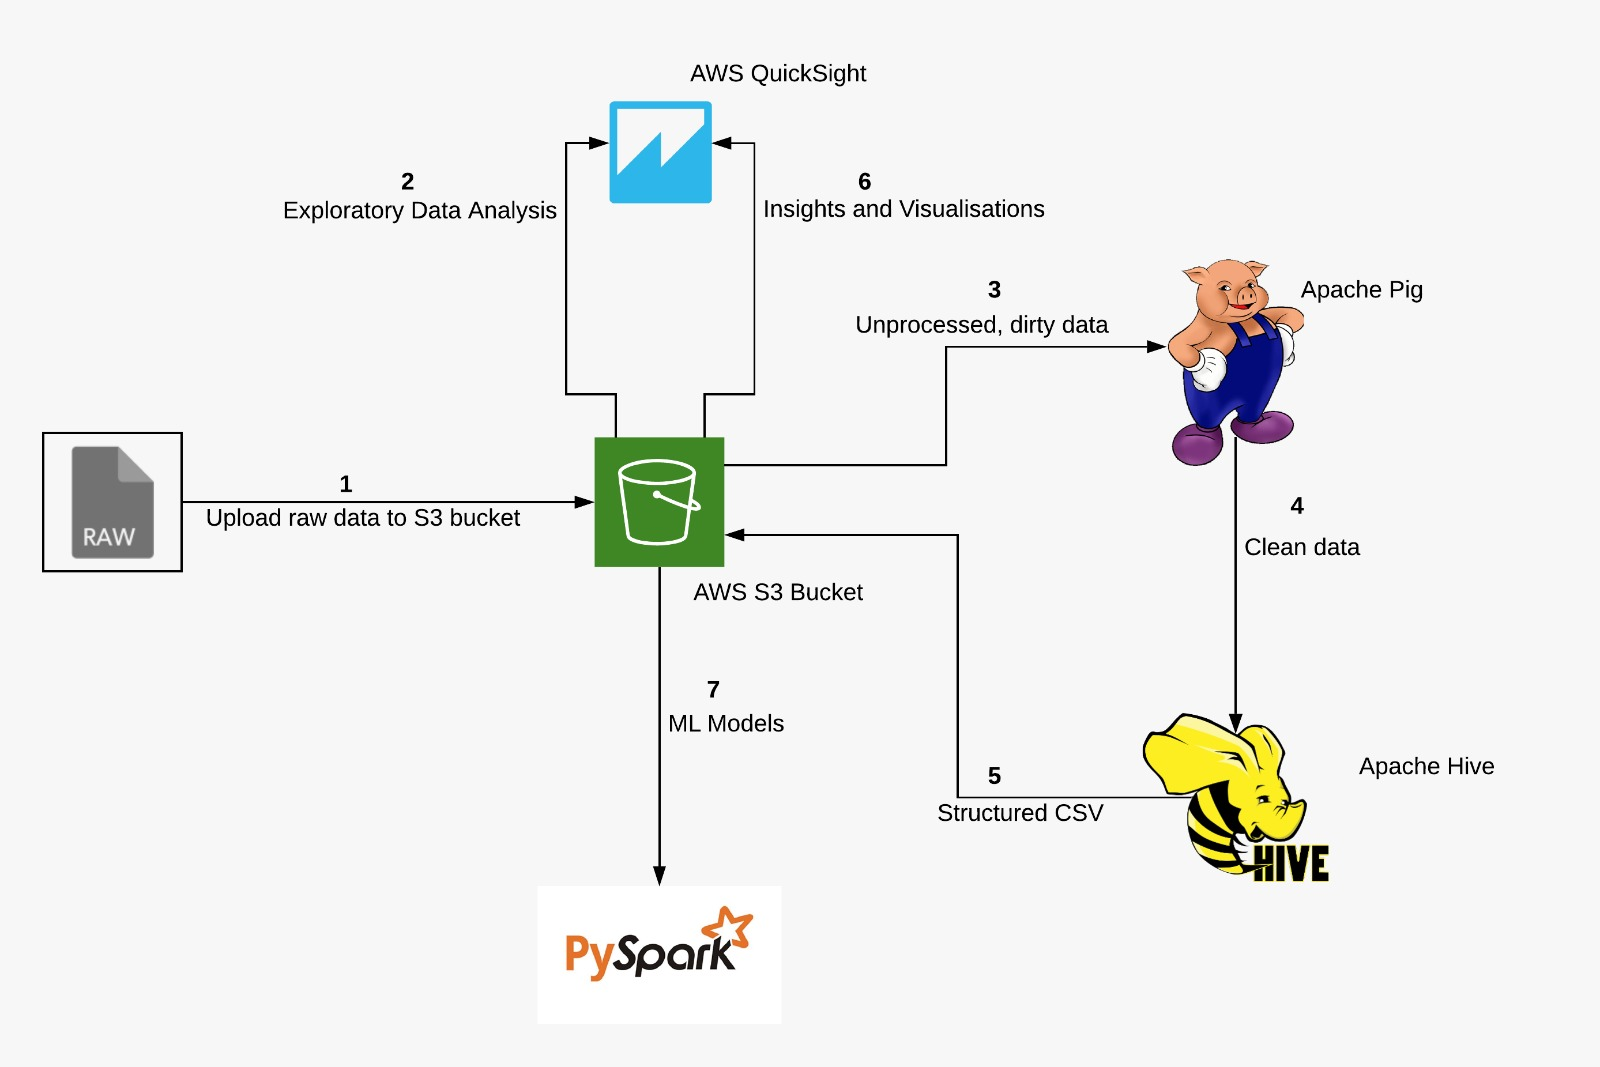 AWS QuickSight
2
Exploratory Data Analysis
6
Insights and Visualisations
3
Unprocessed, dirty data
Apache Pig
RAW
1
Upload raw data to S3 bucket
AWS S3 Bucket
4
Clean data
7
ML Models
5
Structured CSV
Apache Hive
HIVE
PySpark